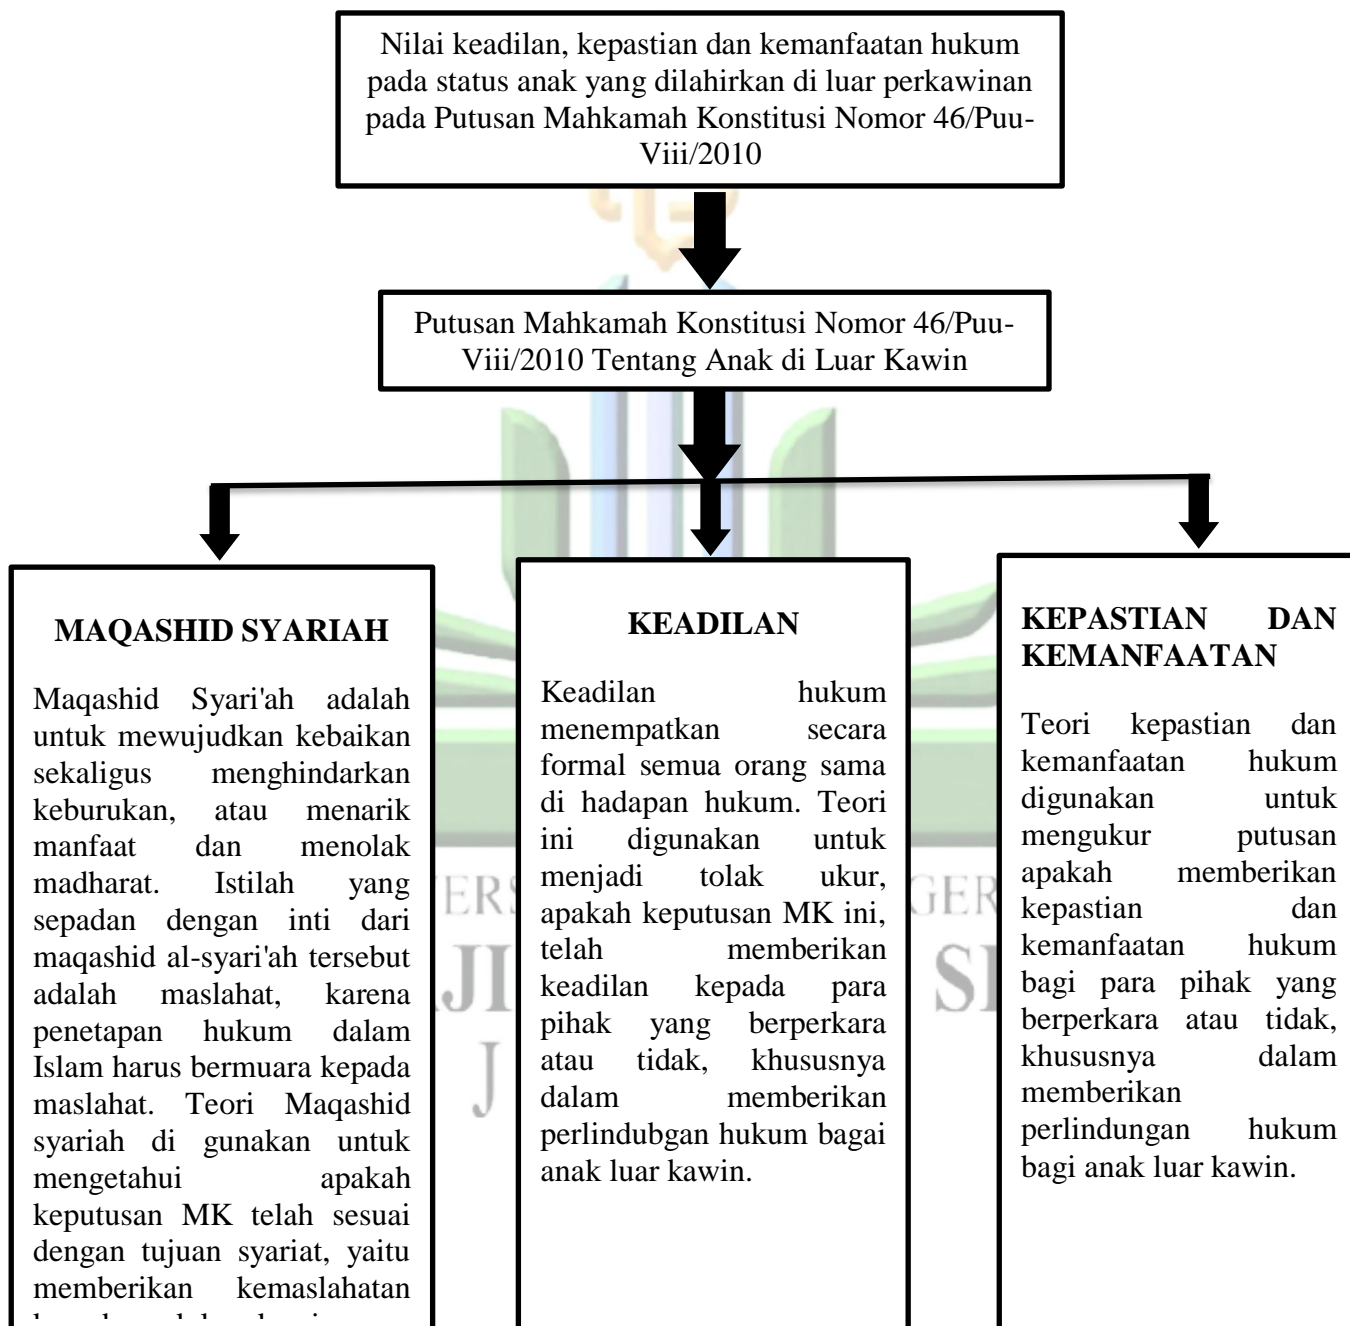 Nilai keadilan, kepastian dan kemanfaatan hukum
pada status anak yang dilahirkan di luar perkawinan
pada Putusan Mahkamah Konstitusi Nomor 46/Puu-
Viii/2010
Putusan Mahkamah Konstitusi Nomor 46/Puu-
Viii/2010 Tentang Anak di Luar Kawin
MAQASHID SYARIAH
Maqashid Syari'ah adalah
untuk mewujudkan kebaikan
sekaligus menghindarkan
keburukan, atau menarik
manfaat dan menolak
madharat. Istilah yang
sepadan dengan inti dari
maqashid al-syari'ah tersebut
adalah maslahat, karena
penetapan hukum dalam
Islam harus bermuara kepada
maslahat. Teori Maqashid
syariah di gunakan untuk
mengetahui apakah
keputusan MK telah sesuai
dengan tujuan syariat, yaitu
memberikan kemaslahatan
KEADILAN
Keadilan hukum
menempatkan secara
formal semua orang sama
di hadapan hukum. Teori
ini digunakan untuk
menjadi tolak ukur,
apakah keputusan MK ini,
telah memberikan
keadilan kepada para
pihak yang berperkara
atau tidak, khususnya
dalam memberikan
perlindubgan hukum bagai
anak luar kawin.
KEPASTIAN DAN
KEMANFAATAN
Teori kepastian dan
kemanfaatan hukum
digunakan untuk
mengukur putusan
apakah memberikan
kepastian dan
kemanfaatan hukum
bagi para pihak yang
berperkara atau tidak,
khususnya dalam
memberikan
perlindungan hukum
bagi anak luar kawin.